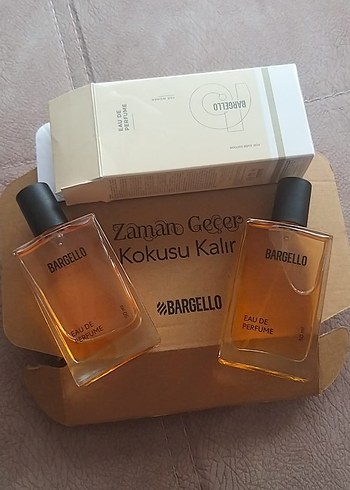 BARGELLO
EAU DE
PERFUME
Zaman Geçer
Kokusu Kalır
BARGELLO
BARGELLO
EAU DE
PERFUME
BARGELLO
EAU DE
PERFUME